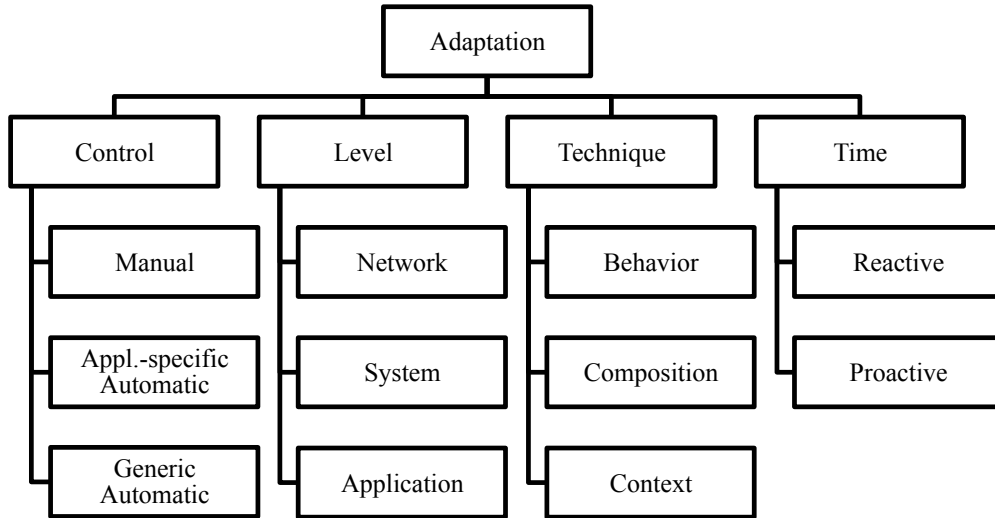 Adaptation
Control
Level
Technique
Time
Manual
Network
Behavior
Reactive
Appl.-specific
Automatic
System
Composition
Proactive
Generic
Automatic
Application
Context